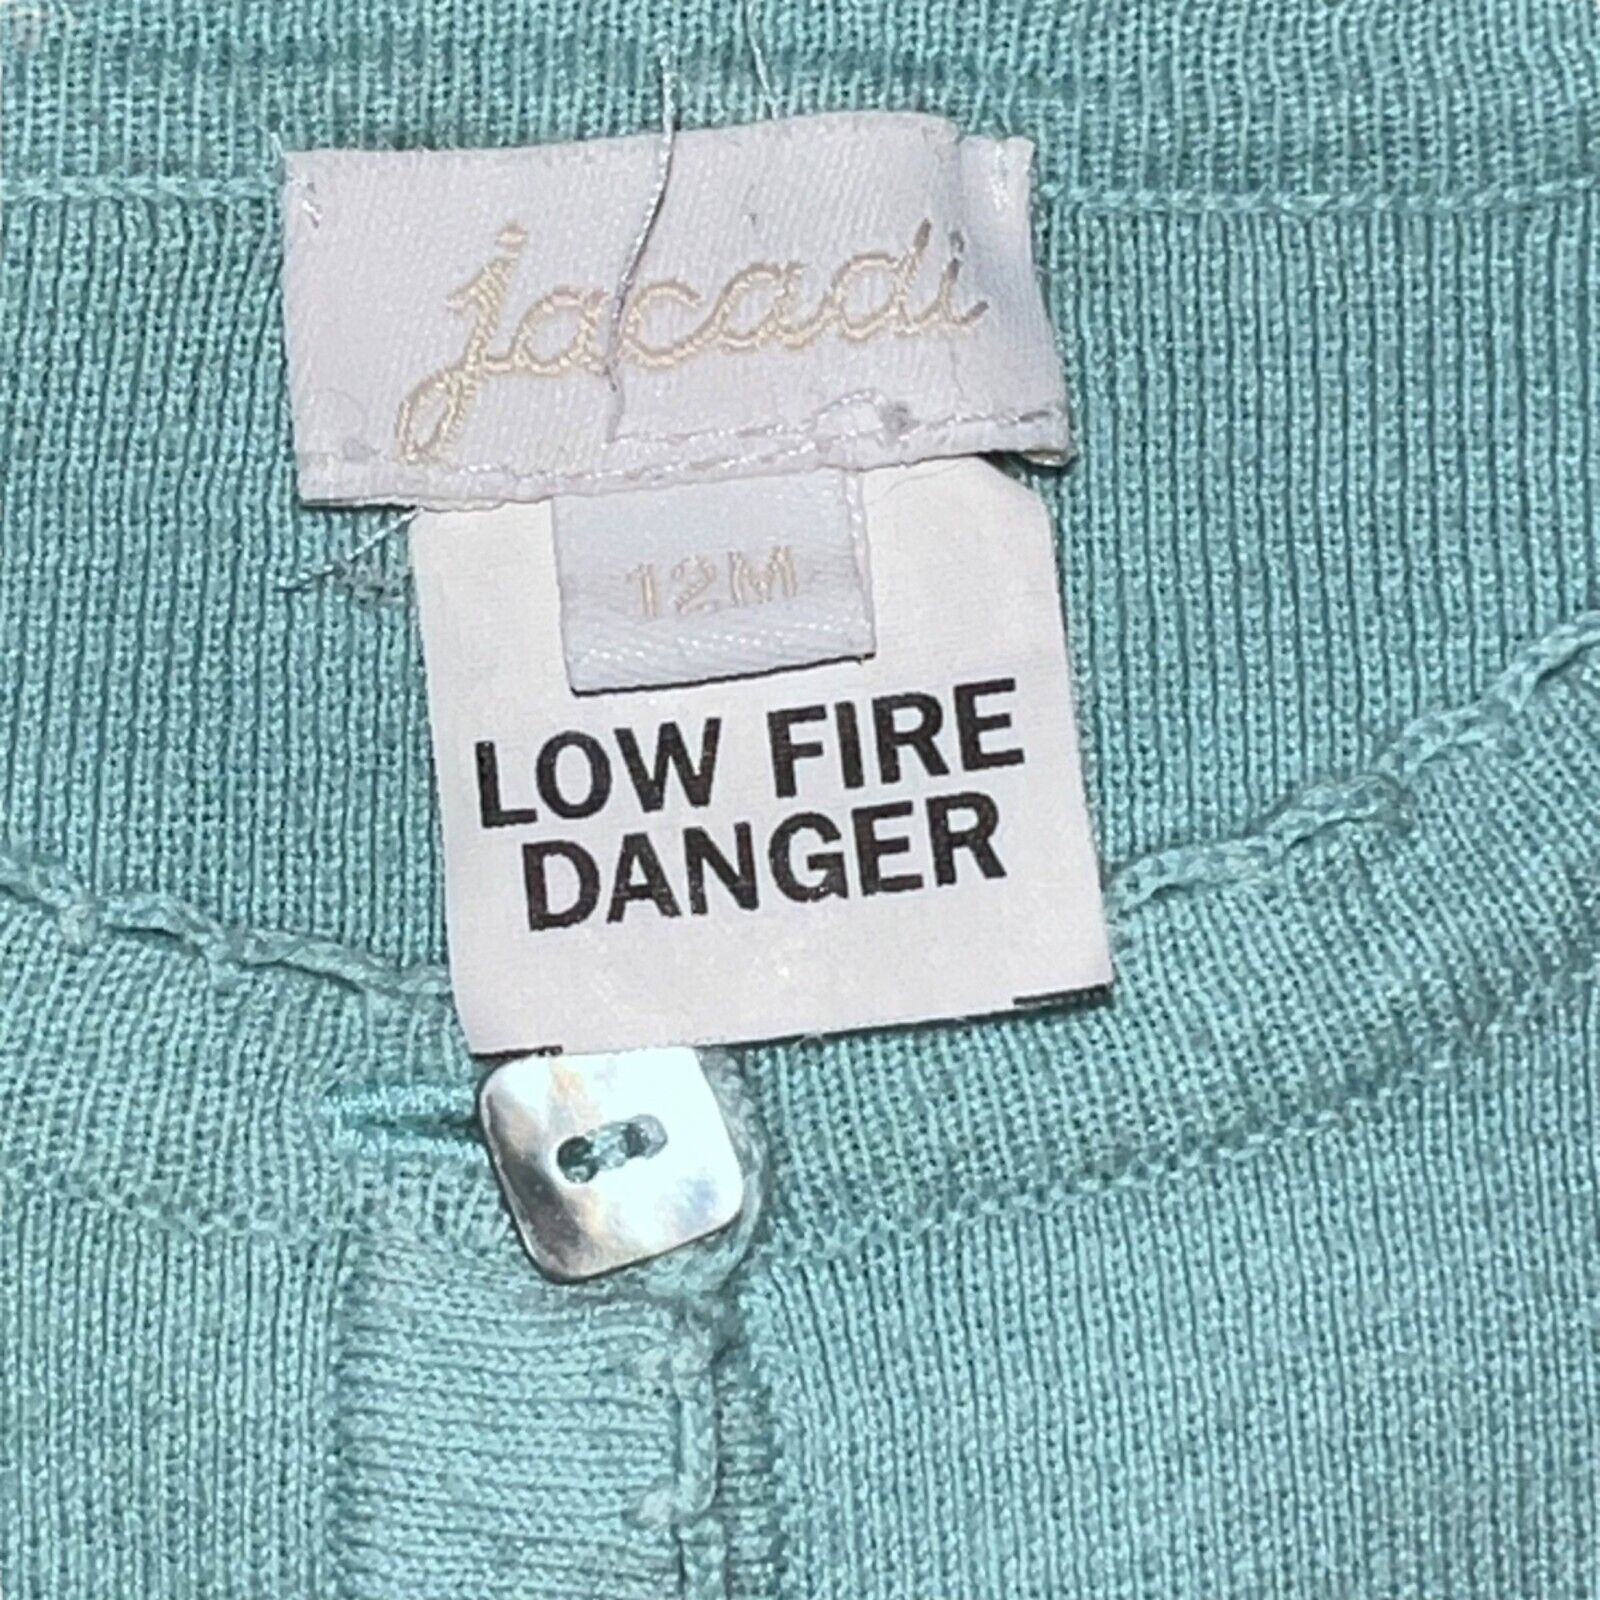 jacadi
12M
LOW FIRE
DANGER